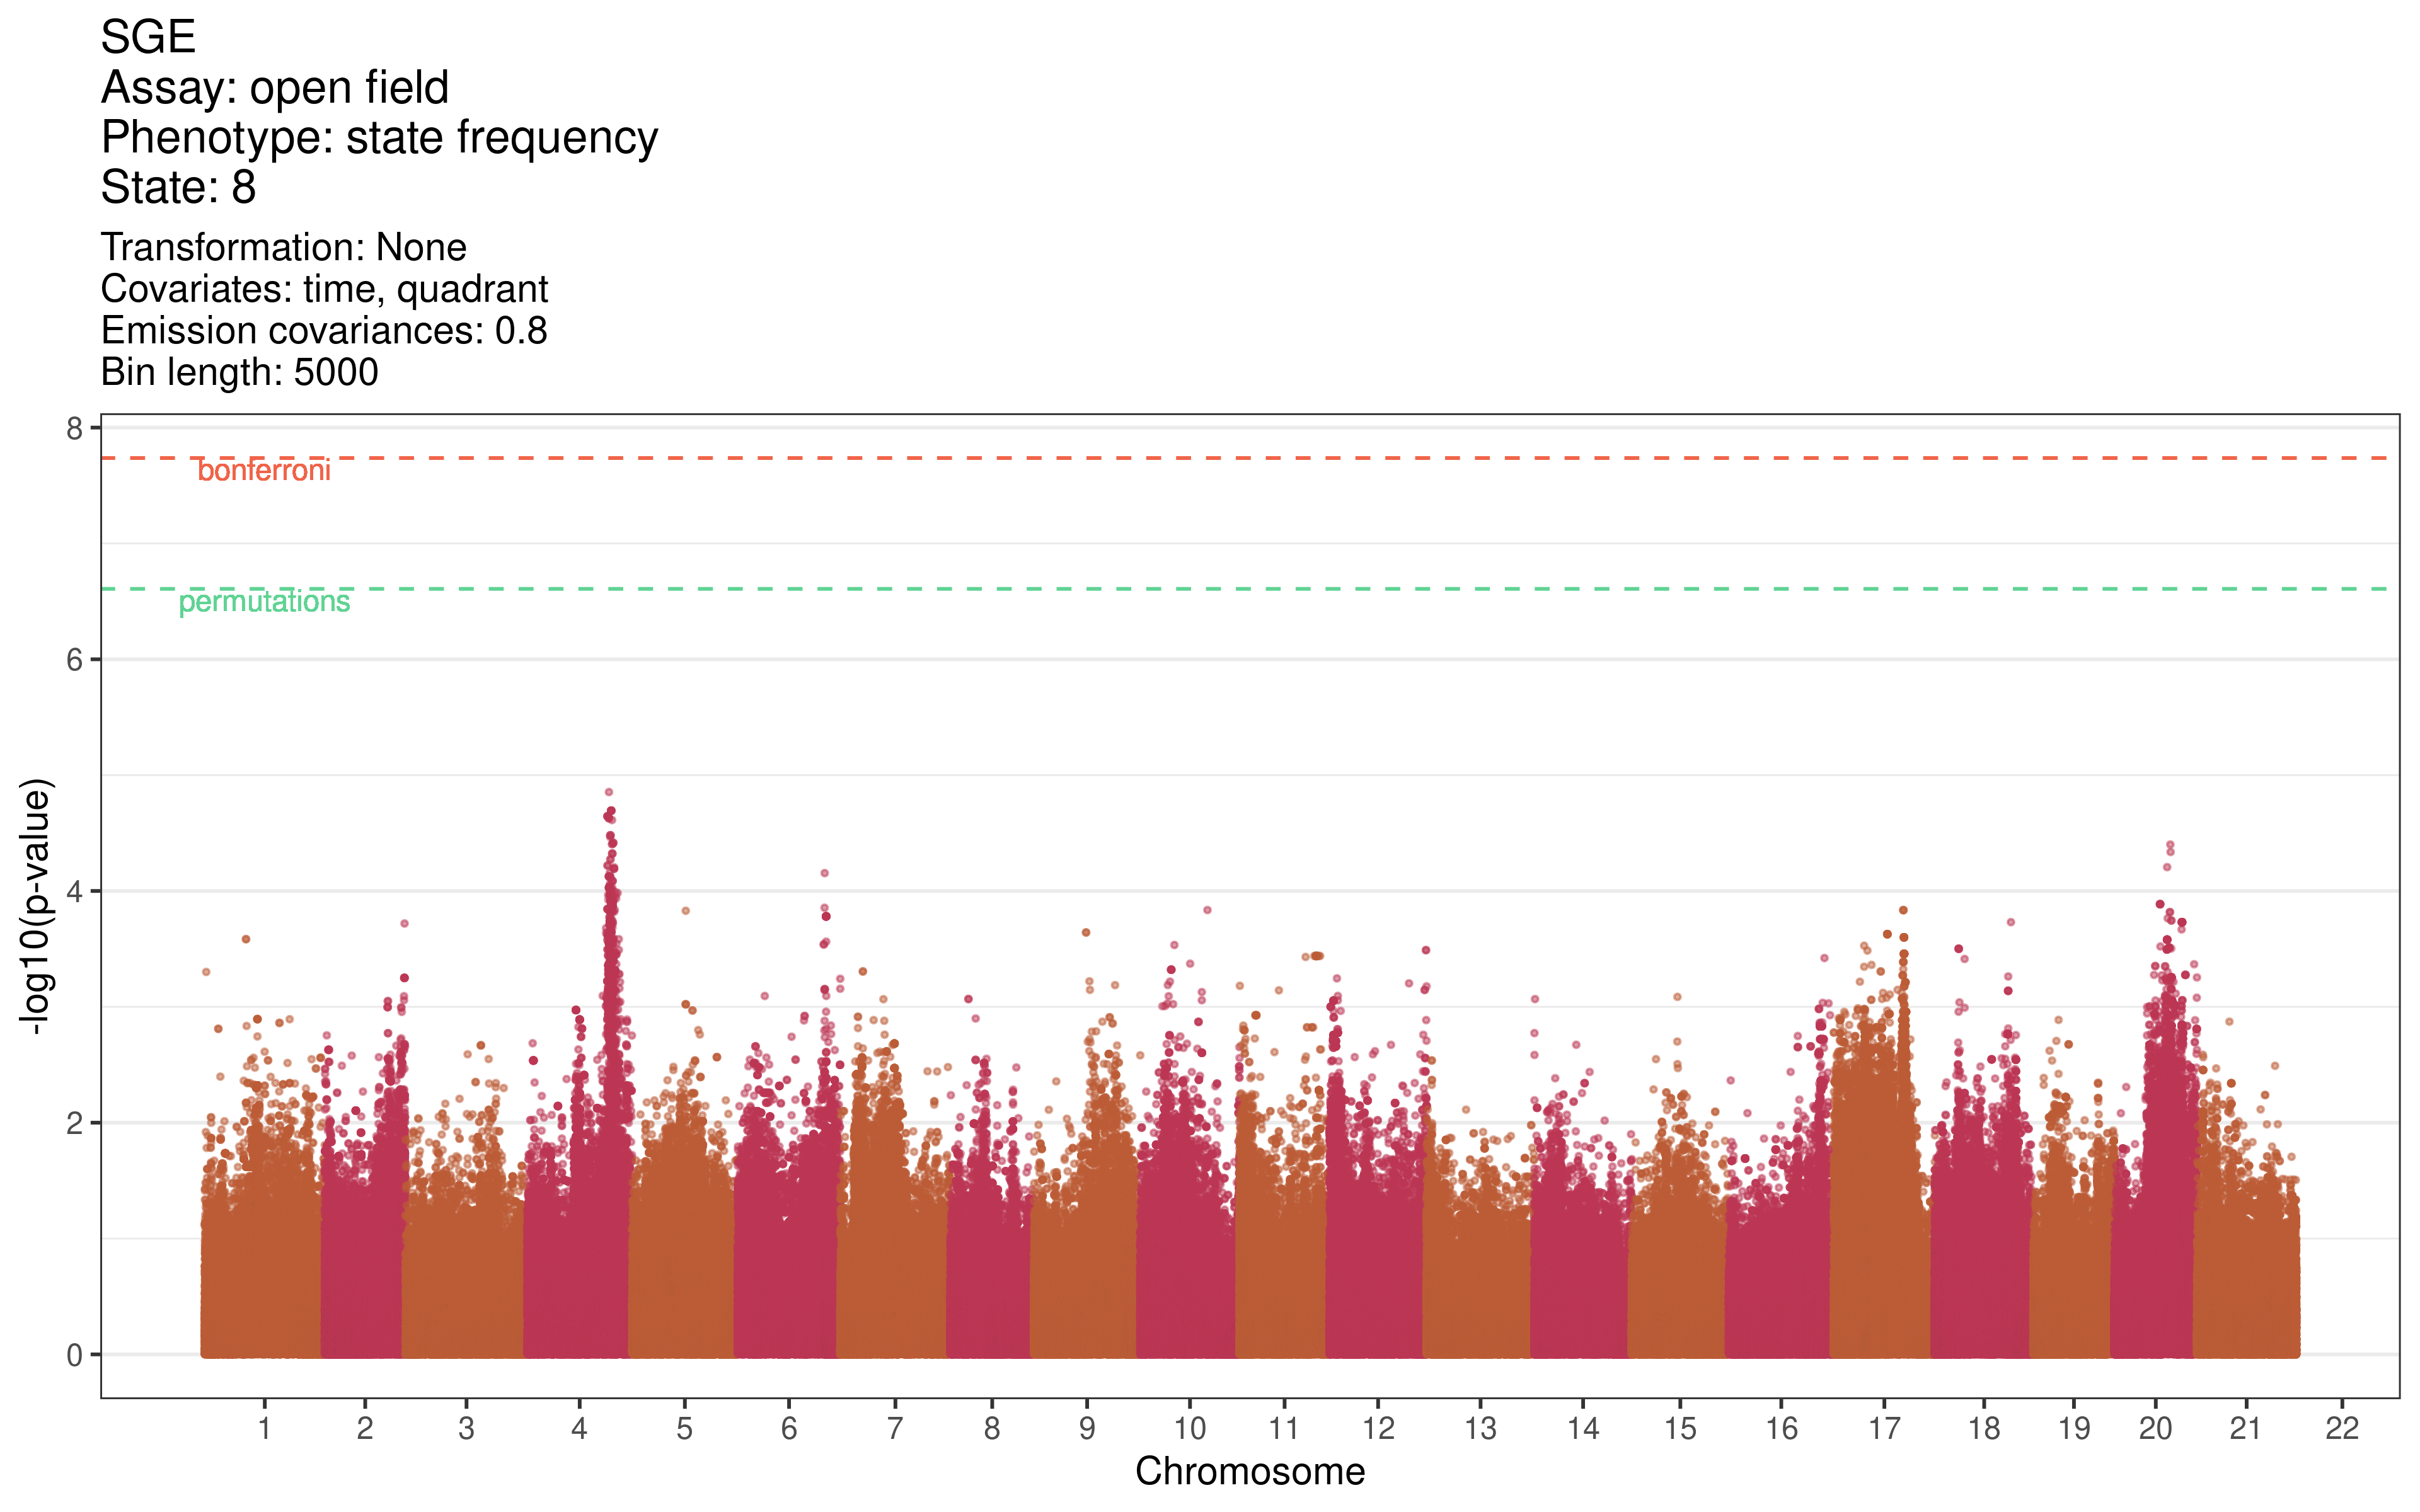 SGE
Assay: open field
Phenotype: state frequency
State: 8
Transformation: None
Covariates: time, quadrant
Emission covariances: 0.8
Bin length: 5000
8
bonferroni
permutations
6
4
2
0
-log10(p-value)
1 2 3 4 5 6 7 8 9 10 11 12 13 14 15 16 17 18 19 20 21 22
Chromosome